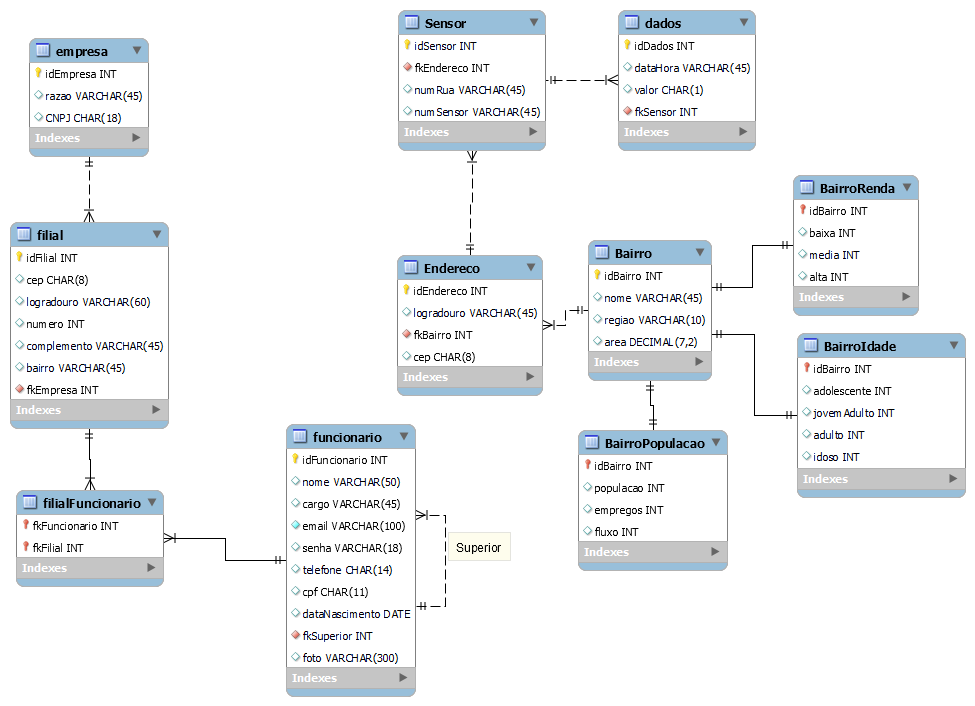 empresa
idEmpresa INT
razao VARCHAR(45)
CNPJ CHAR(18)
Indexes
filial
idFilial INT
cep CHAR(8)
logradouro VARCHAR(60)
numero INT
complemento VARCHAR(45)
bairro VARCHAR(45)
fkEmpresa INT
Indexes
filialFuncionario
fkFuncionario INT
fkFilial INT
Indexes
funcionario
idFuncionario INT
nome VARCHAR(50)
cargo VARCHAR(45)
email VARCHAR(100)
senha VARCHAR(18)
telefone CHAR(14)
cpf CHAR(11)
dataNascimento DATE
fkSuperior INT
foto VARCHAR(300)
Indexes
Superior
Sensor
idSensor INT
fkEndereco INT
numRua VARCHAR(45)
numSensor VARCHAR(45)
Indexes
dados
idDados INT
dataHora VARCHAR(45)
valor CHAR(1)
fkSensor INT
Indexes
Endereco
idEndereco INT
logradouro VARCHAR(45)
fkBairro INT
cep CHAR(8)
Indexes
Bairro
idBairro INT
nome VARCHAR(45)
regiao VARCHAR(10)
area DECIMAL(7,2)
Indexes
BairroPopulacao
idBairro INT
populacao INT
empregos INT
fluxo INT
Indexes
BairroRenda
idBairro INT
baixa INT
media INT
alta INT
Indexes
BairroIdade
idBairro INT
adolescente INT
jovemAdulto INT
adulto INT
idoso INT
Indexes